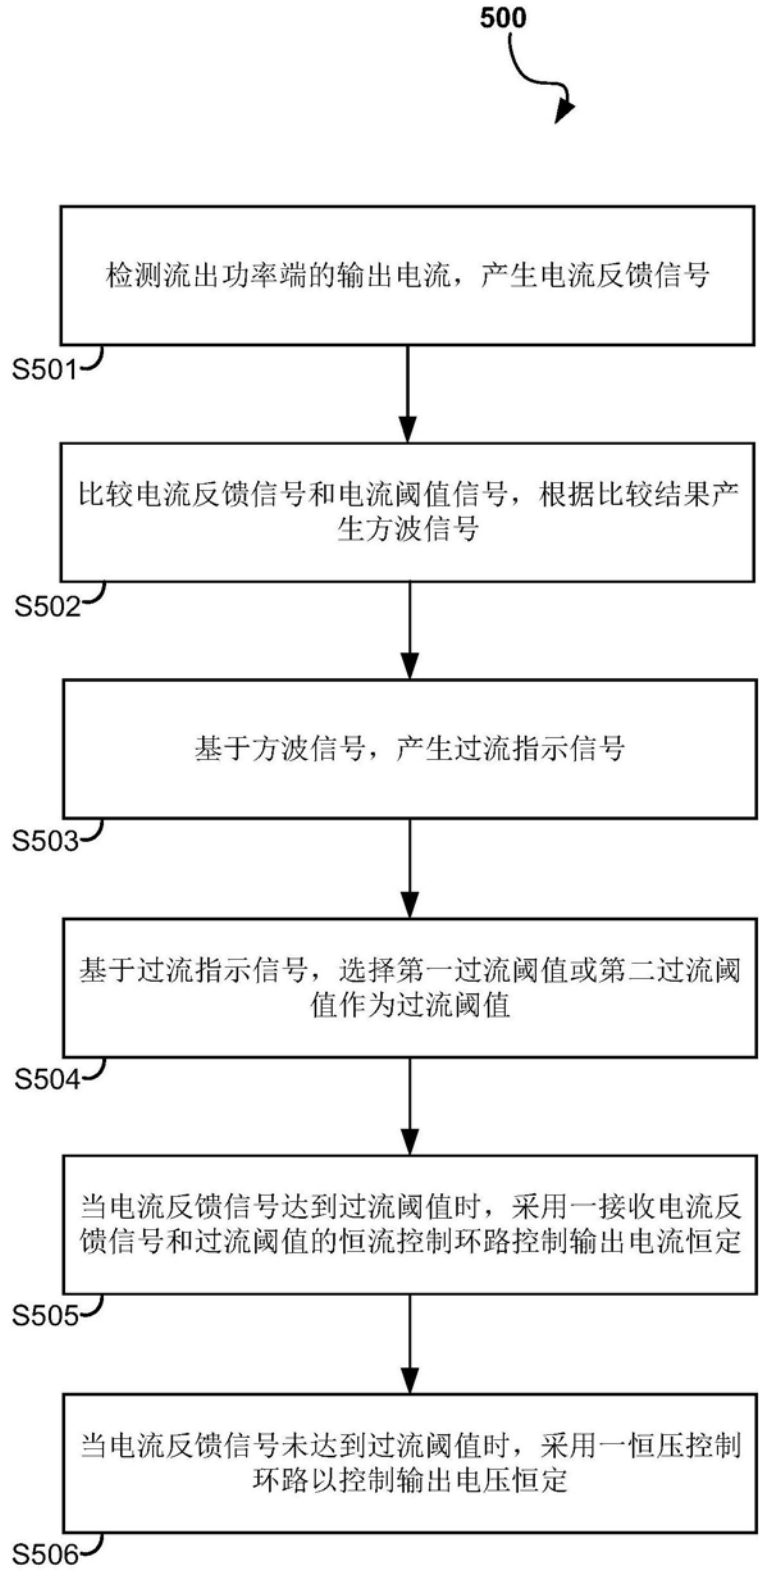 500
检测流出功率端的输出电流，产生电流反馈信号
S501
比较电流反馈信号和电流阈值信号，根据比较结果产
生方波信号
S502
基于方波信号，产生过流指示信号
S503
基于过流指示信号，选择第一过流阈值或第二过流阈
值作为过流阈值
S504
当电流反馈信号达到过流阈值时，采用一接收电流反
馈信号和过流阈值的恒流控制环路控制输出电流恒定
S505
当电流反馈信号未达到过流阈值时，采用一恒压控制
环路以控制输出电压恒定
S506